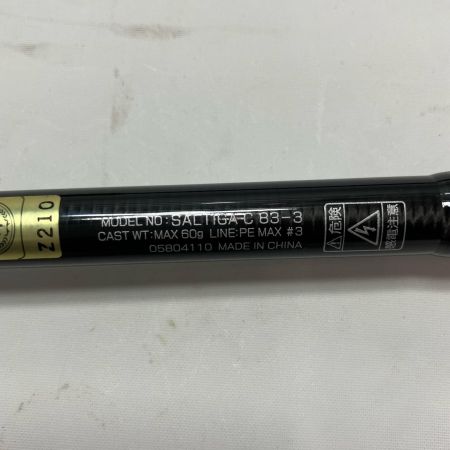 Z210
MODEL NO : SALTIGA C 83-3
CAST WT: MAX 60g LINE: PE MAX #3
05804110 MADE IN CHINA
⚠危険
感電注意